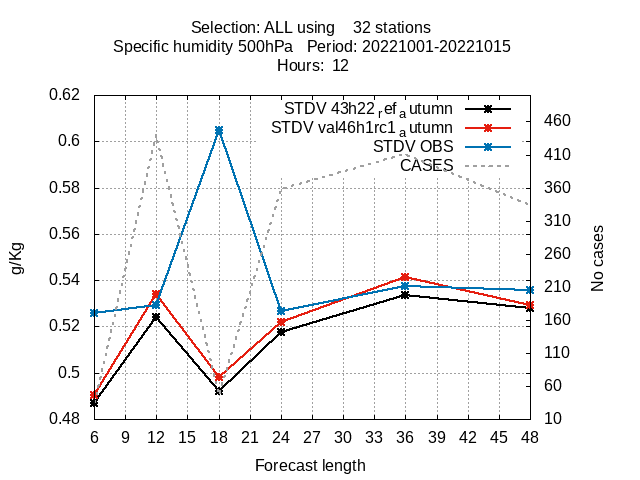 Selection: ALL using    32 stations
Specific humidity 500hPa   Period: 20221001-20221015
Hours:  12
0.62
0.6
0.58
0.56
0.54
0.52
0.5
0.48
g/Kg
STDV 43h22ref autumn
STDV val46h1rc1autumn
STDV OBS
CASES
460
410
360
310
260
210
160
110
60
10
No cases
6 9 12 15 18 21 24 27 30 33 36 39 42 45 48
Forecast length